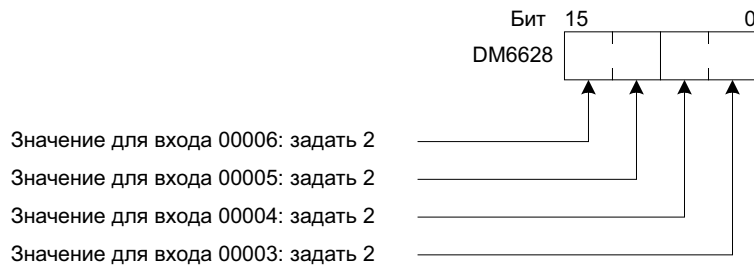 Бит 15 0
DM6628
Значение для входа 00006: задать 2
Значение для входа 00005: задать 2
Значение для входа 00004: задать 2
Значение для входа 00003: задать 2